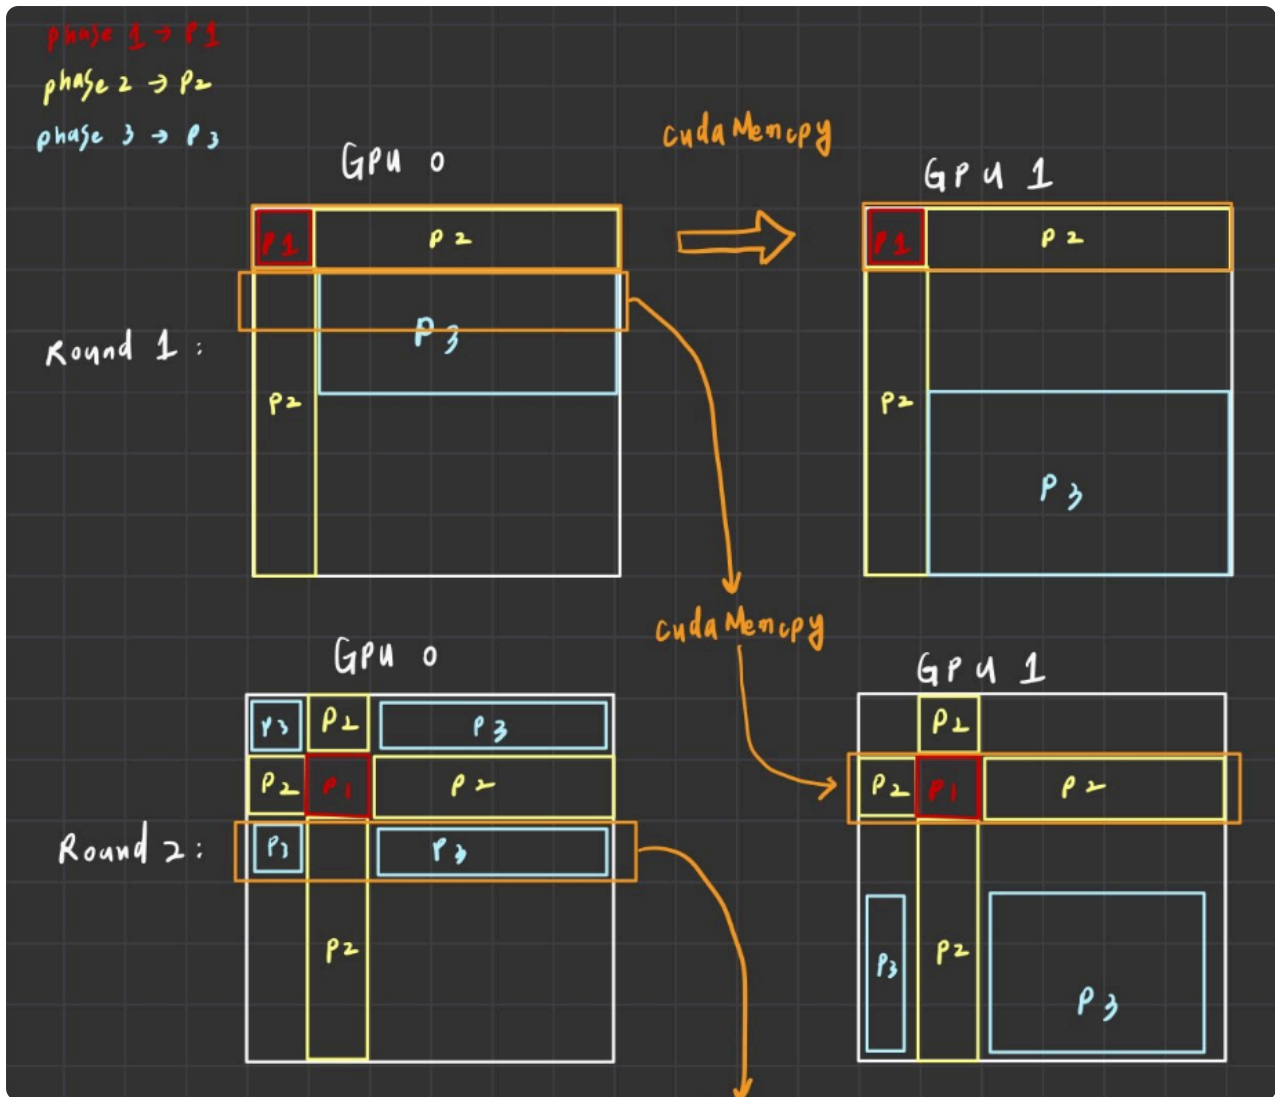 phase 1 → P1
phase 2 → P2
phase 3 → P3
cudaMemcpy
GPU 0
GPU 1
P1 P2
P1 P2
Round 1 :
P3
P2
P2
P3
cudaMemcpy
GPU 0
GPU 1
P3 P2 P3
P2
P2 P1 P2
P2 P1 P2
Round 2 :
P3 P3
P2
P3 P2 P3